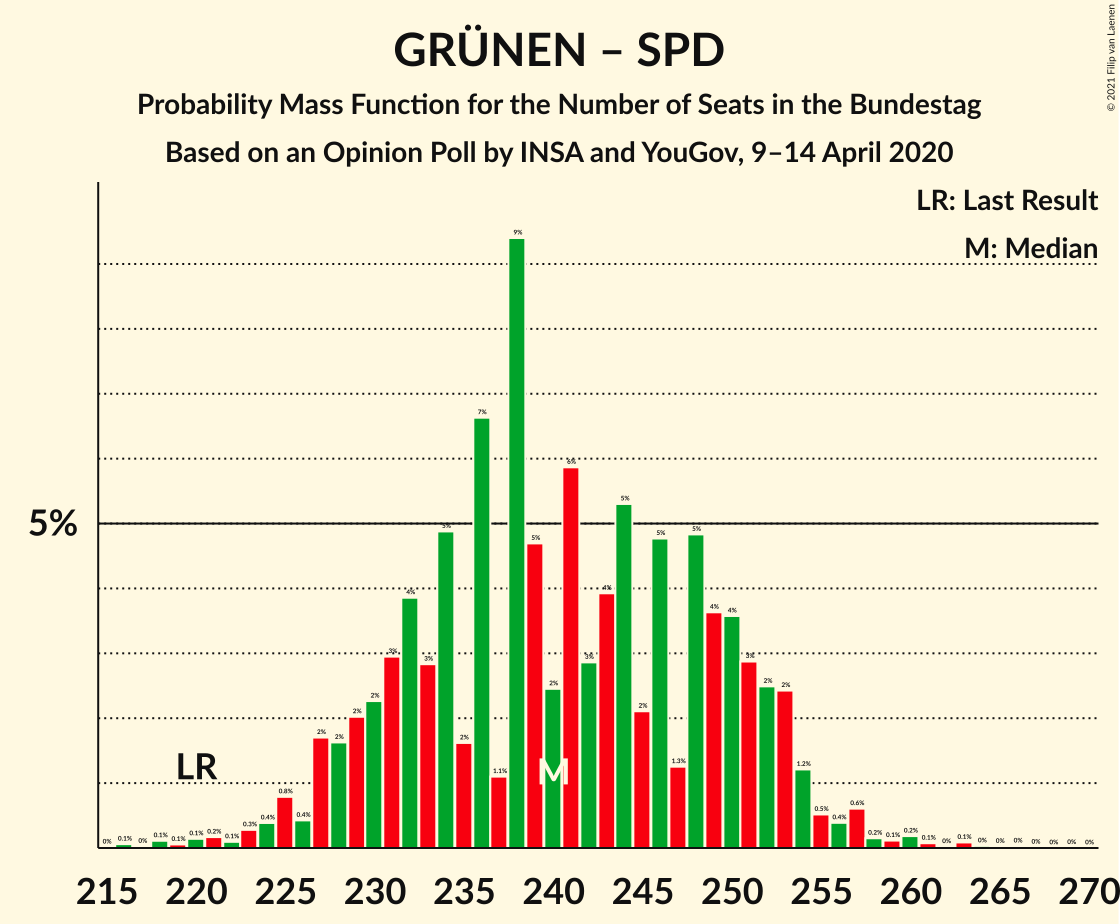 GRÜNEN – SPD
Probability Mass Function for the Number of Seats in the Bundestag
Based on an Opinion Poll by INSA and YouGov, 9–14 April 2020
© 2021 Filip van Laenen
LR: Last Result
M: Median
5%
LR
M
0% 0.1% 0% 0.1% 0.1% 0.1% 0.2% 0.1% 0.3% 0.4% 0.8% 0.4% 2% 2% 2% 2% 3% 4% 3% 5% 2% 7% 1.1% 9% 5% 2% 6% 3% 4% 5% 2% 5% 1.3% 5% 4% 4% 3% 2% 2% 1.2% 0.5% 0.4% 0.6% 0.2% 0.1% 0.2% 0.1% 0% 0.1% 0% 0% 0% 0% 0% 0% 0%
215 220 225 230 235 240 245 250 255 260 265 270